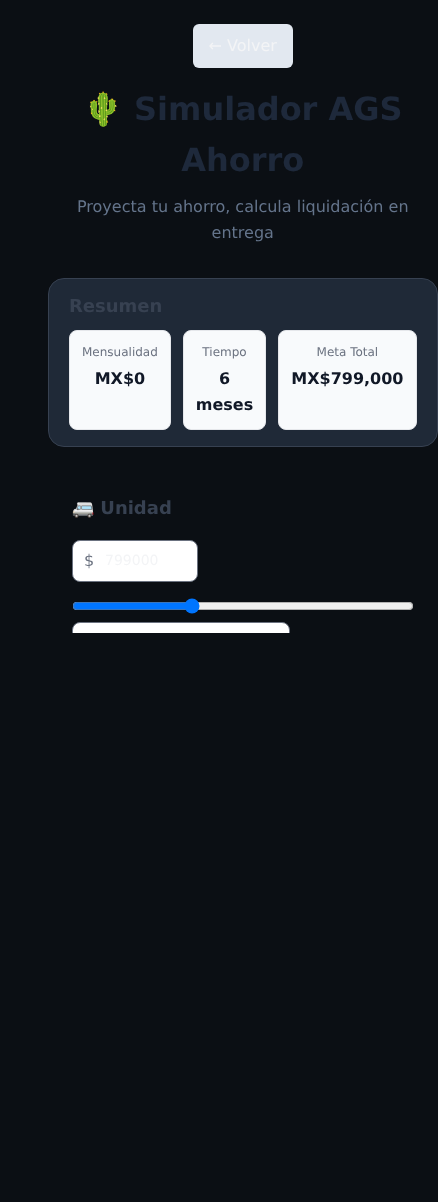 ← Volver
🌵 Simulador AGS
Ahorro
Proyecta tu ahorro, calcula liquidación en
entrega
Resumen
Mensualidad
MX$0
Tiempo
6
meses
Meta Total
MX$799,000
🚐 Unidad
$ 799000